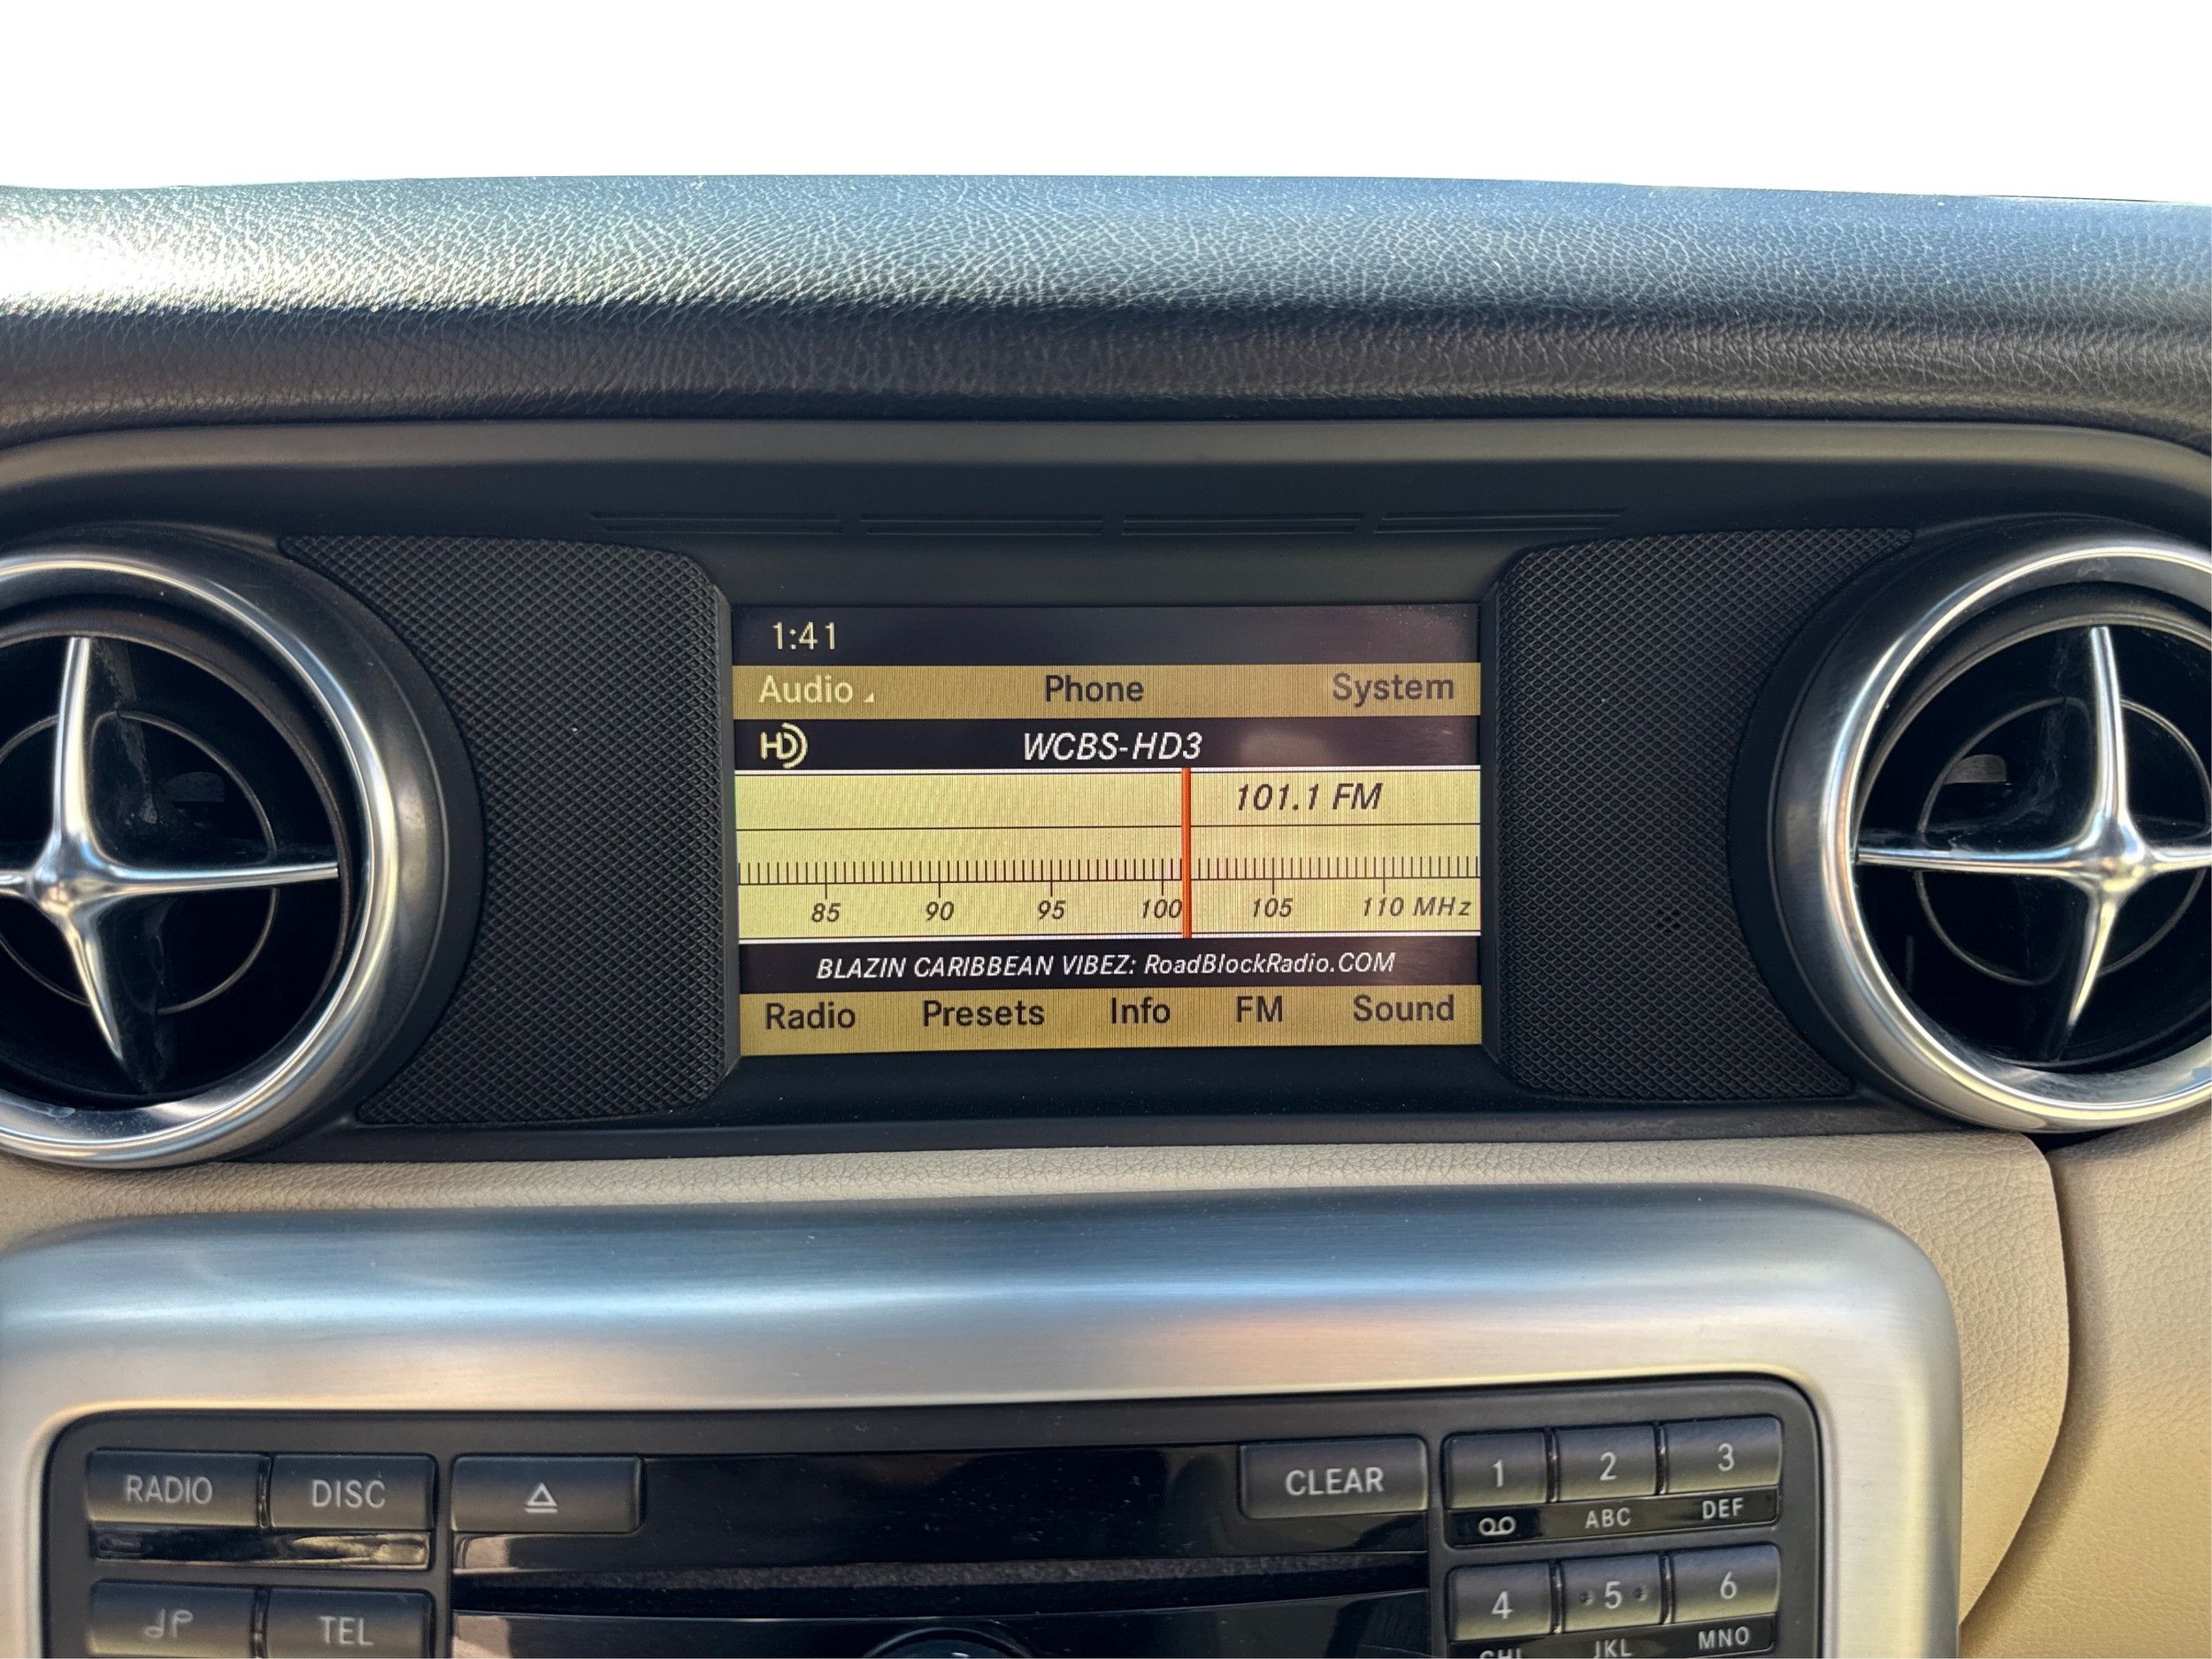 1:41
Audio Phone System
HD WCBS-HD3
101.1 FM
85 90 95 100 105 110 MHz
BLAZIN CARIBBEAN VIBEZ: RoadBlockRadio.COM
Radio Presets Info FM Sound
RADIO DISC CLEAR 1 2 3
ABC DEF
TEL 4 5 6
JKL MNO